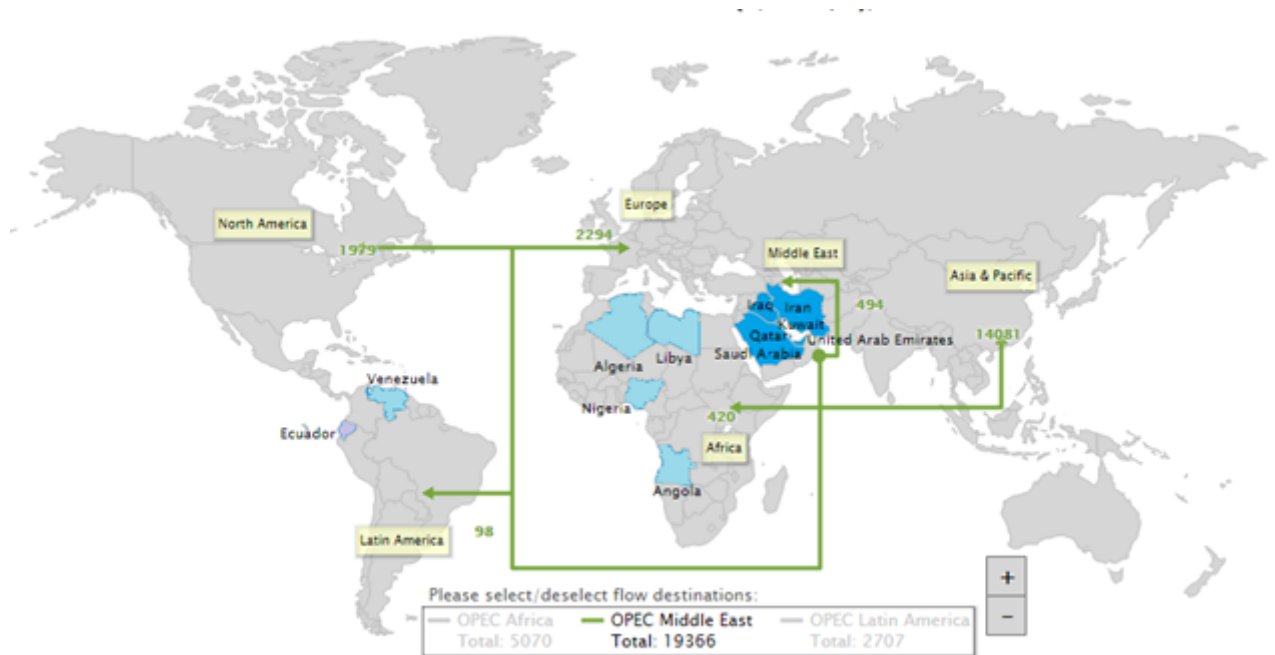 Europe
North America
2294
1979
Middle East
Asia & Pacific
494
Iraq
Iran
Kuwait
Qatar
United Arab Emirates
14081
Saudi Arabia
Algeria
Libya
Venezuela
Nigeria
420
Ecuador
Africa
Angola
98
Latin America
+
Please select/deselect flow destinations:
OPEC Africa
Total: 5070
OPEC Middle East
Total: 19366
OPEC Latin America
Total: 2707
−